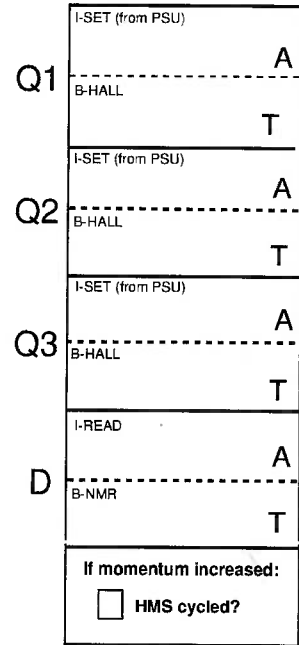 I-SET (from PSU)
A
Q1
B-HALL
T
I-SET (from PSU)
A
Q2
B-HALL
T
I-SET (from PSU)
A
Q3
B-HALL
T
I-READ
A
D
B-NMR
T
If momentum increased:
HMS cycled?